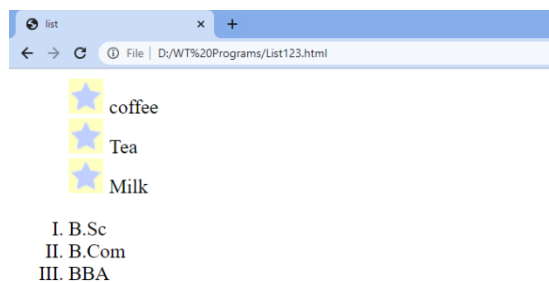 list
File | D:/WT%20Programs/List123.html
coffee
Tea
Milk
I. B.Sc
II. B.Com
III. BBA